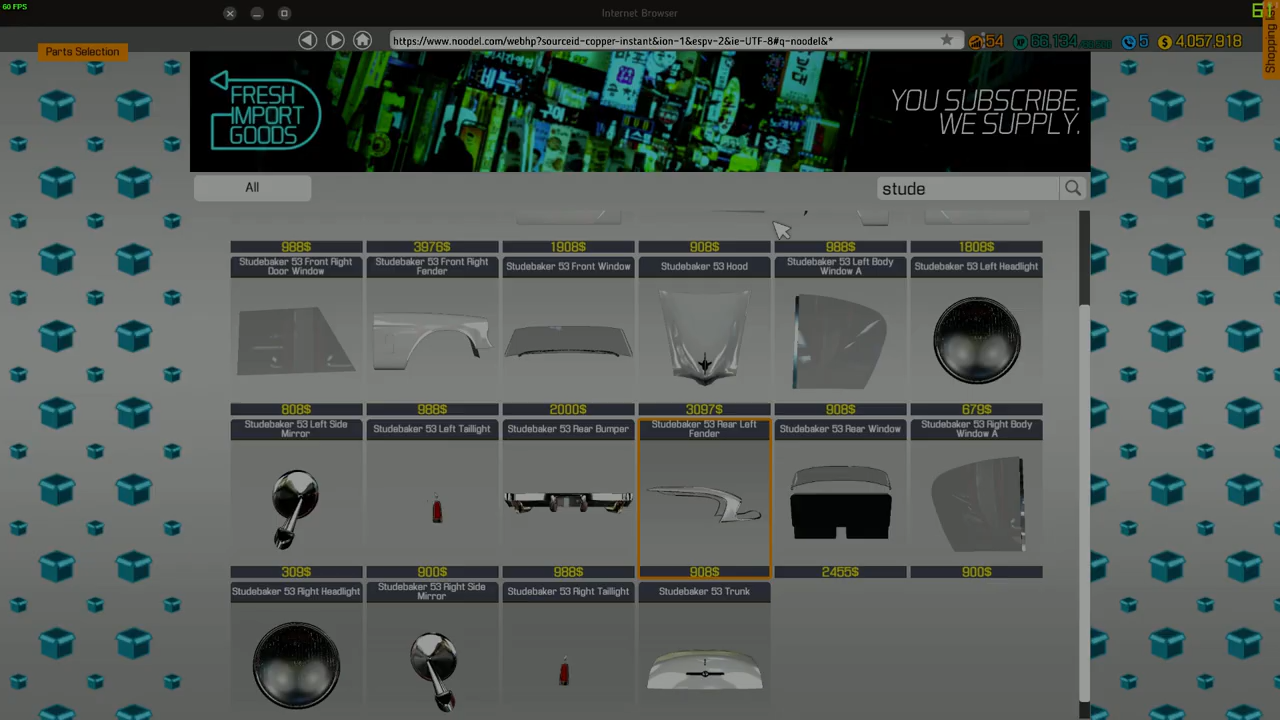 60 FPS
Internet Browser
Parts Selection
https://www.noodel.com/webhp?sourceid-copper-instant&ion-1&espv-2&ie-UTF-8#q-noodel&*
54
66,134
5
4,057,918
Shopping
FRESH
IMPORT
GOODS
YOU SUBSCRIBE.
WE SUPPLY.
All
stude
988$
3976$
1908$
908$
988$
1808$
Studebaker 53 Front Right
Door Window
Studebaker 53 Front Right
Fender
Studebaker 53 Front Window
Studebaker 53 Hood
Studebaker 53 Left Body
Window A
Studebaker 53 Left Headlight
808$
988$
2000$
3097$
908$
679$
Studebaker 53 Left Side
Mirror
Studebaker 53 Left Taillight
Studebaker 53 Rear Bumper
Studebaker 53 Rear Left
Fender
Studebaker 53 Rear Window
Studebaker 53 Right Body
Window A
309$
900$
988$
908$
2455$
900$
Studebaker 53 Right Headlight
Studebaker 53 Right Side
Mirror
Studebaker 53 Right Taillight
Studebaker 53 Trunk